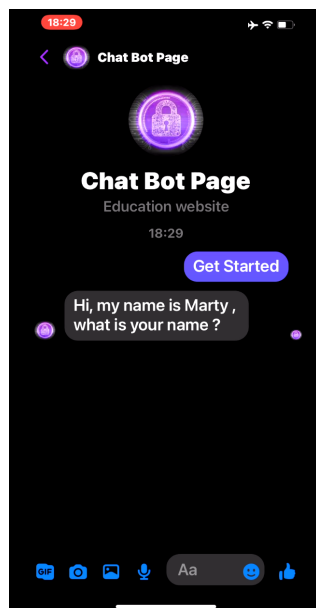 18:29
Chat Bot Page
Chat Bot Page
Education website
18:29
Get Started
Hi, my name is Marty ,
what is your name ?
GIF
Aa